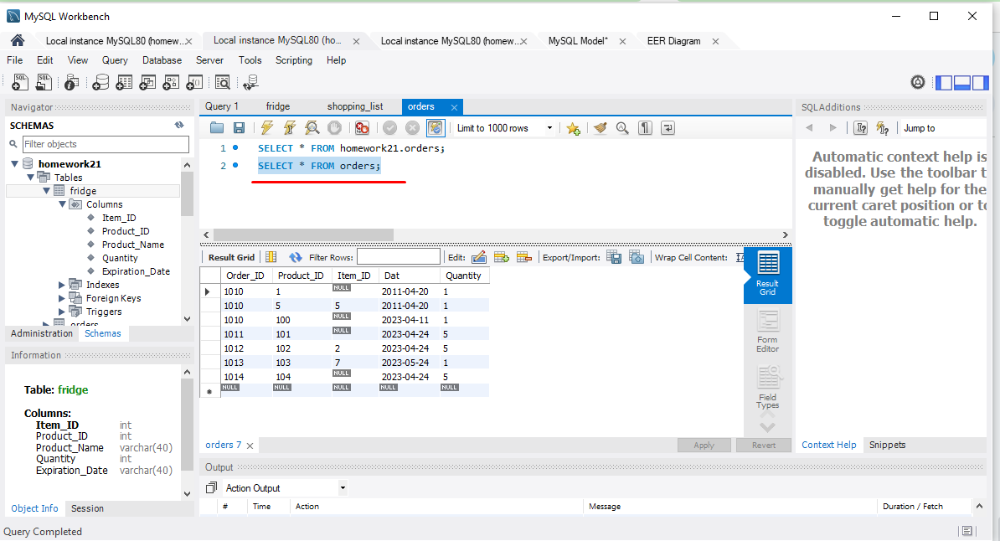 MySQL Workbench
Local instance MySQL80 (homew...
Local instance MySQL80 (ho...
Local instance MySQL80 (homew...
MySQL Model*
EER Diagram
File Edit View Query Database Server Tools Scripting Help
Navigator
SCHEMAS
Filter objects
homework21
Tables
fridge
Columns
Item_ID
Product_ID
Product_Name
Quantity
Expiration_Date
Indexes
Foreign Keys
Triggers
orders
Administration Schemas
Information
Table: fridge
Columns:
Item_ID int
Product_ID int
Product_Name varchar(40)
Quantity int
Expiration_Date varchar(40)
Object Info Session
Query Completed
Query 1 fridge shopping_list orders
Limit to 1000 rows
1 SELECT * FROM homework21.orders;
2 SELECT * FROM orders;
Result Grid Filter Rows: Edit: Export/Import: Wrap Cell Content:
Order_ID Product_ID Item_ID Dat Quantity
1010 1 NULL 2011-04-20 1
1010 5 5 2011-04-20 1
1010 100 NULL 2023-04-11 1
1011 101 NULL 2023-04-24 5
1012 102 2 2023-04-24 5
1013 103 7 2023-05-24 1
1014 104 NULL 2023-04-24 5
NULL NULL NULL NULL NULL
Result
Grid
Form
Editor
Field
Types
orders 7
Apply Revert
Output
Action Output
# Time Action Message Duration / Fetch
SQLAdditions
Jump to
Automatic context help is
disabled. Use the toolbar t
manually get help for the
current caret position or to
toggle automatic help.
Context Help Snippets